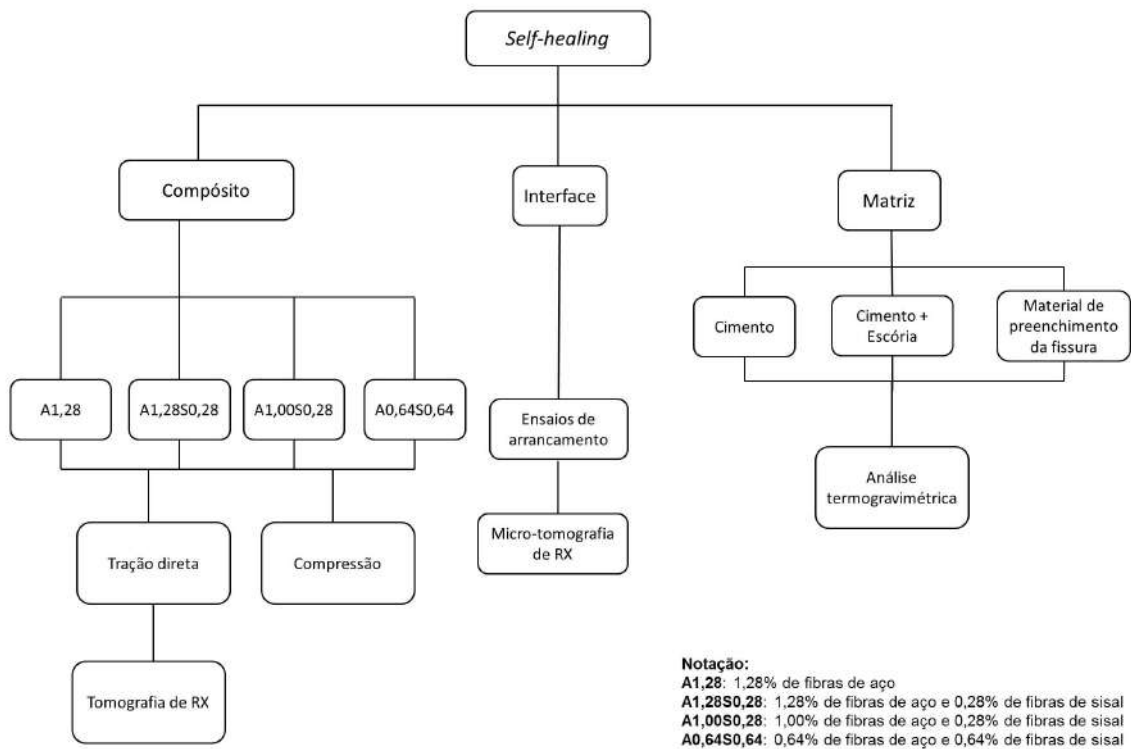 Self-healing
Compósito
Interface
Matriz
Cimento
Cimento +
Escória
Material de
preenchimento
da fissura
A1,28
A1,28S0,28
A1,00S0,28
A0,64S0,64
Ensaios de
arrancamento
Análise
termogravimétrica
Tração direta
Compressão
Micro-tomografia
de RX
Tomografia de RX
Notação:
A1,28: 1,28% de fibras de aço
A1,28S0,28: 1,28% de fibras de aço e 0,28% de fibras de sisal
A1,00S0,28: 1,00% de fibras de aço e 0,28% de fibras de sisal
A0,64S0,64: 0,64% de fibras de aço e 0,64% de fibras de sisal